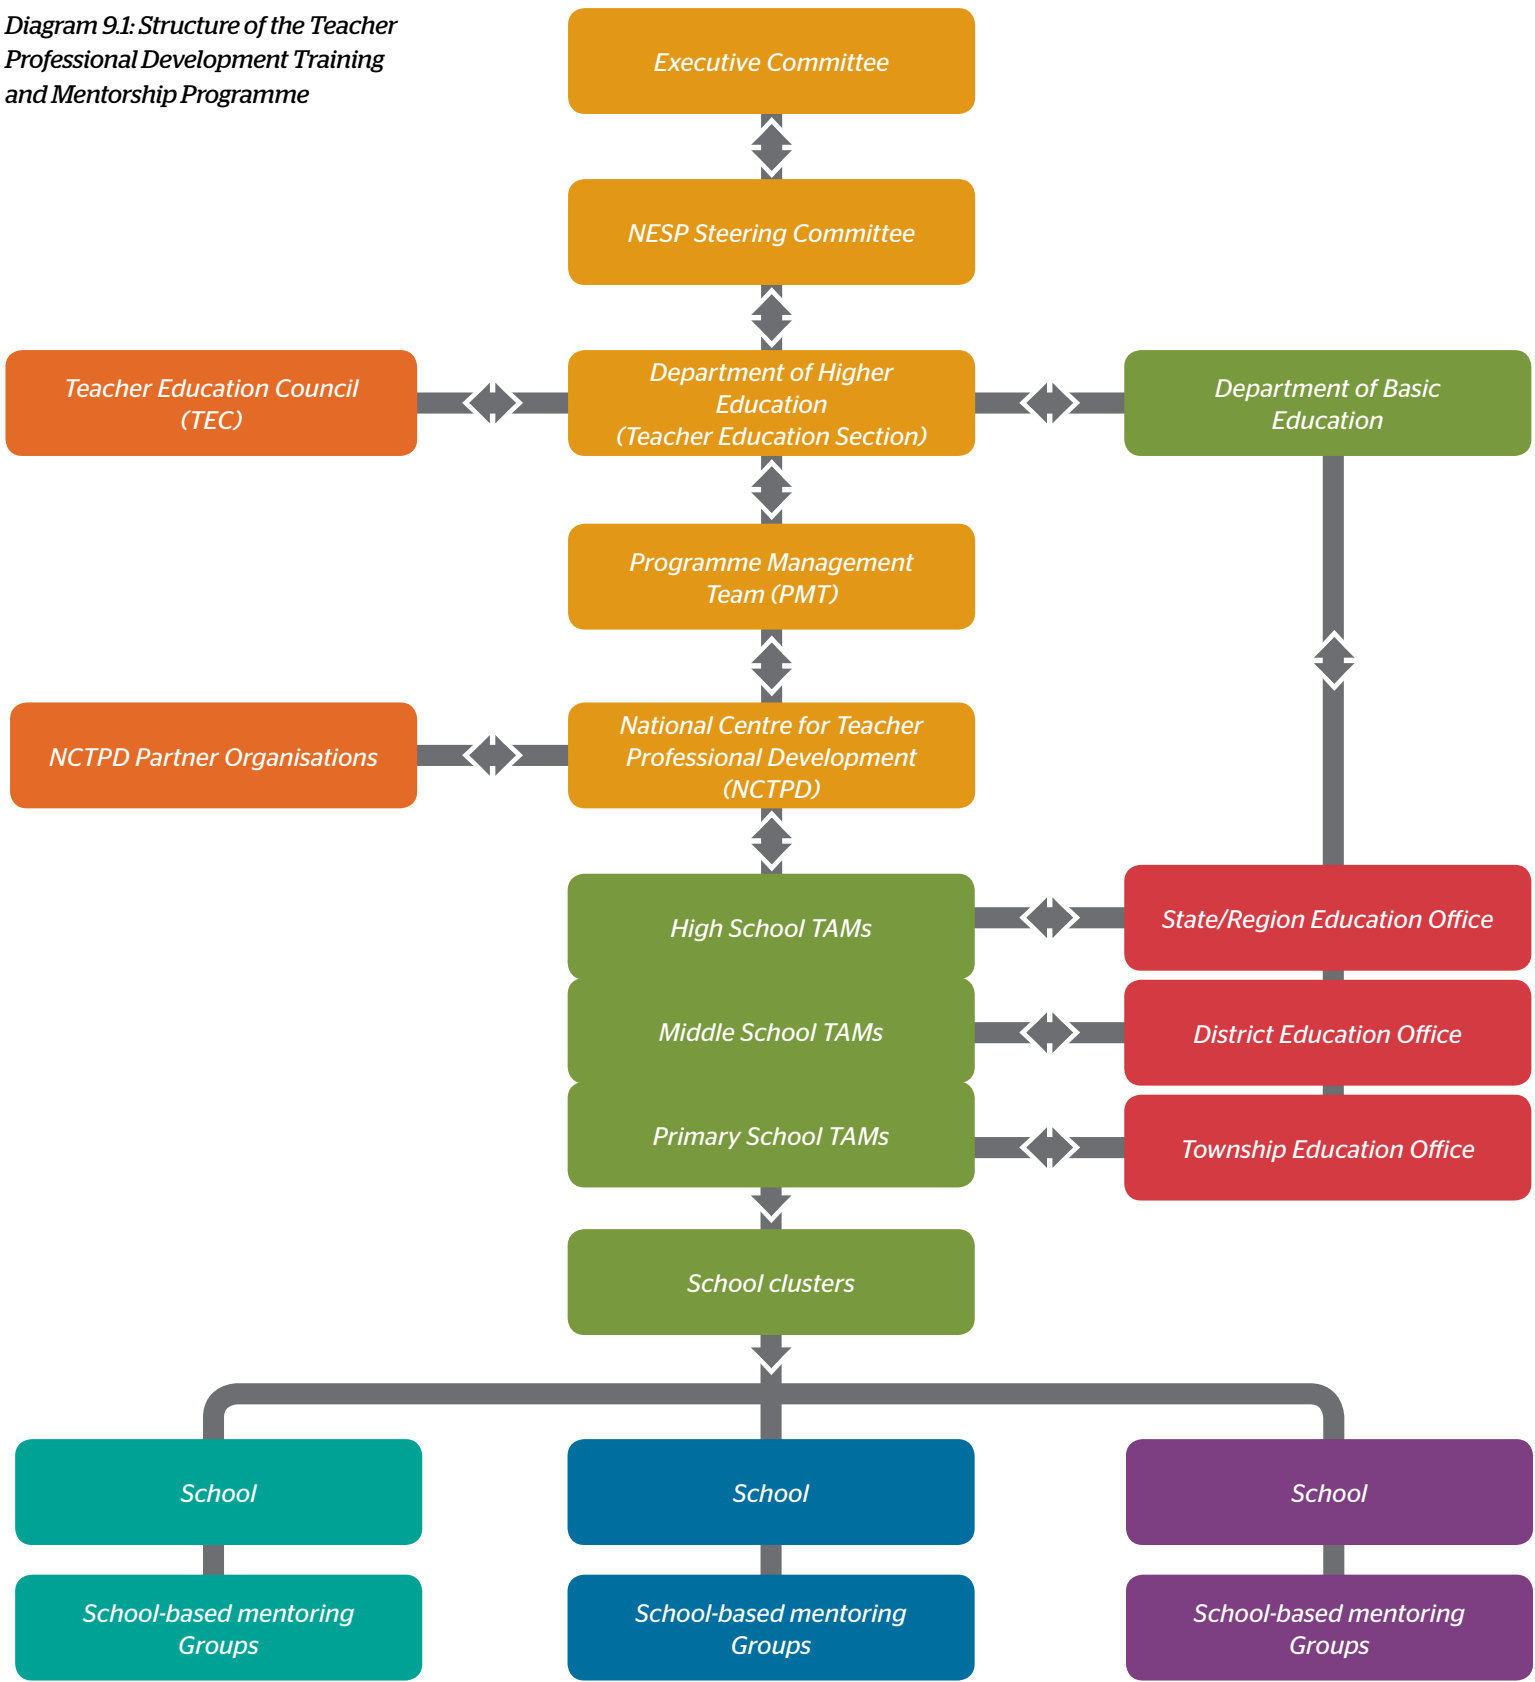 Diagram 9.1: Structure of the Teacher
Professional Development Training
and Mentorship Programme
Executive Committee
NESP Steering Committee
Teacher Education Council
(TEC)
Department of Higher
Education
(Teacher Education Section)
Department of Basic
Education
Programme Management
Team (PMT)
NCTPD Partner Organisations
National Centre for Teacher
Professional Development
(NCTPD)
High School TAMs
State/Region Education Office
Middle School TAMs
District Education Office
Primary School TAMs
Township Education Office
School clusters
School
School
School
School-based mentoring
Groups
School-based mentoring
Groups
School-based mentoring
Groups